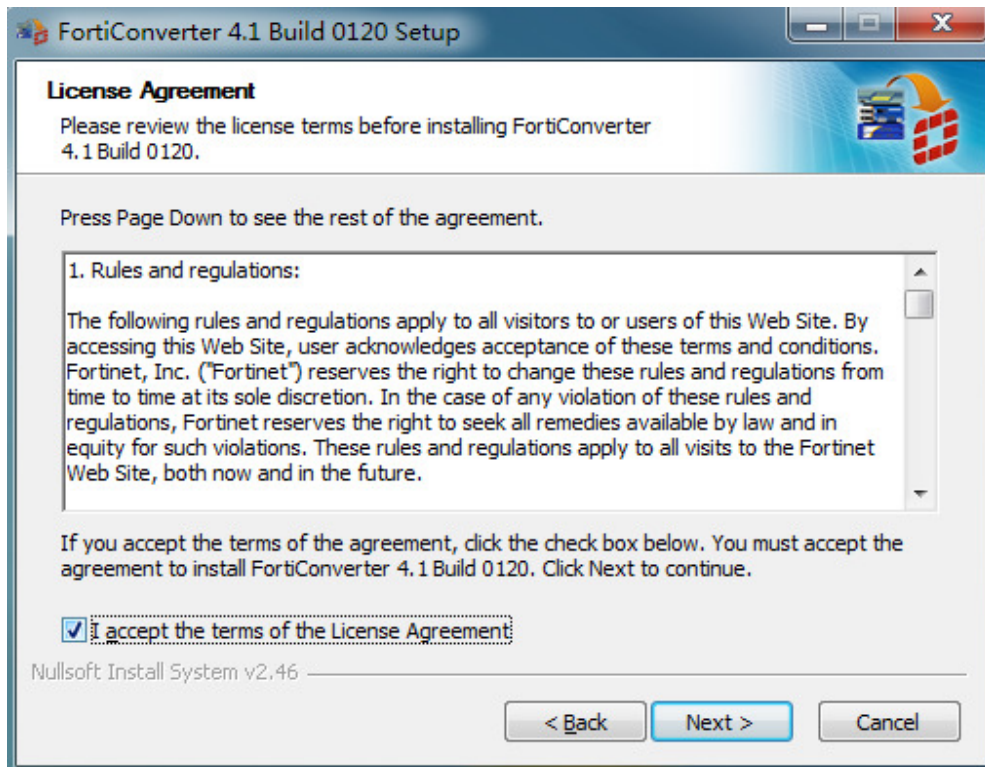 FortiConverter 4.1 Build 0120 Setup
License Agreement
Please review the license terms before installing FortiConverter
4.1 Build 0120.
Press Page Down to see the rest of the agreement.
1. Rules and regulations:
The following rules and regulations apply to all visitors to or users of this Web Site. By
accessing this Web Site, user acknowledges acceptance of these terms and conditions.
Fortinet, Inc. ("Fortinet") reserves the right to change these rules and regulations from
time to time at its sole discretion. In the case of any violation of these rules and
regulations, Fortinet reserves the right to seek all remedies available by law and in
equity for such violations. These rules and regulations apply to all visits to the Fortinet
Web Site, both now and in the future.
If you accept the terms of the agreement, click the check box below. You must accept the
agreement to install FortiConverter 4.1 Build 0120. Click Next to continue.
I accept the terms of the License Agreement
Nullsoft Install System v2.46
< Back Next > Cancel